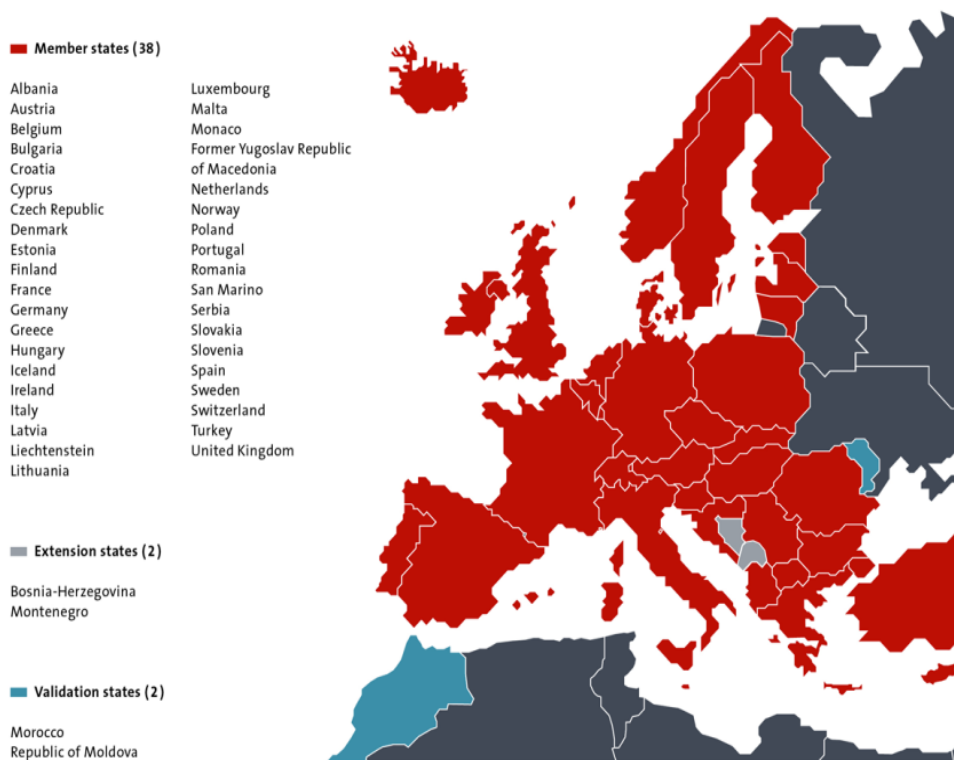 Member states (38)
Albania
Austria
Belgium
Bulgaria
Croatia
Cyprus
Czech Republic
Denmark
Estonia
Finland
France
Germany
Greece
Hungary
Iceland
Ireland
Italy
Latvia
Liechtenstein
Lithuania
Luxembourg
Malta
Monaco
Former Yugoslav Republic
of Macedonia
Netherlands
Norway
Poland
Portugal
Romania
San Marino
Serbia
Slovakia
Slovenia
Spain
Sweden
Switzerland
Turkey
United Kingdom
Extension states (2)
Bosnia-Herzegovina
Montenegro
Validation states (2)
Morocco
Republic of Moldova